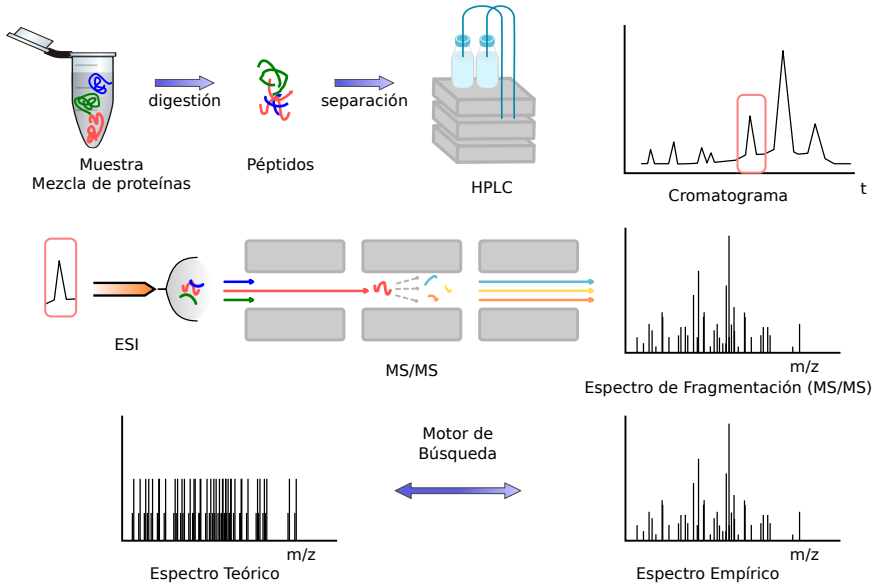 digestión
separación
Muestra
Mezcla de proteínas
Péptidos
HPLC
Cromatograma
t
ESI
MS/MS
m/z
Espectro de Fragmentación (MS/MS)
Motor de
Búsqueda
m/z
Espectro Teórico
m/z
Espectro Empírico